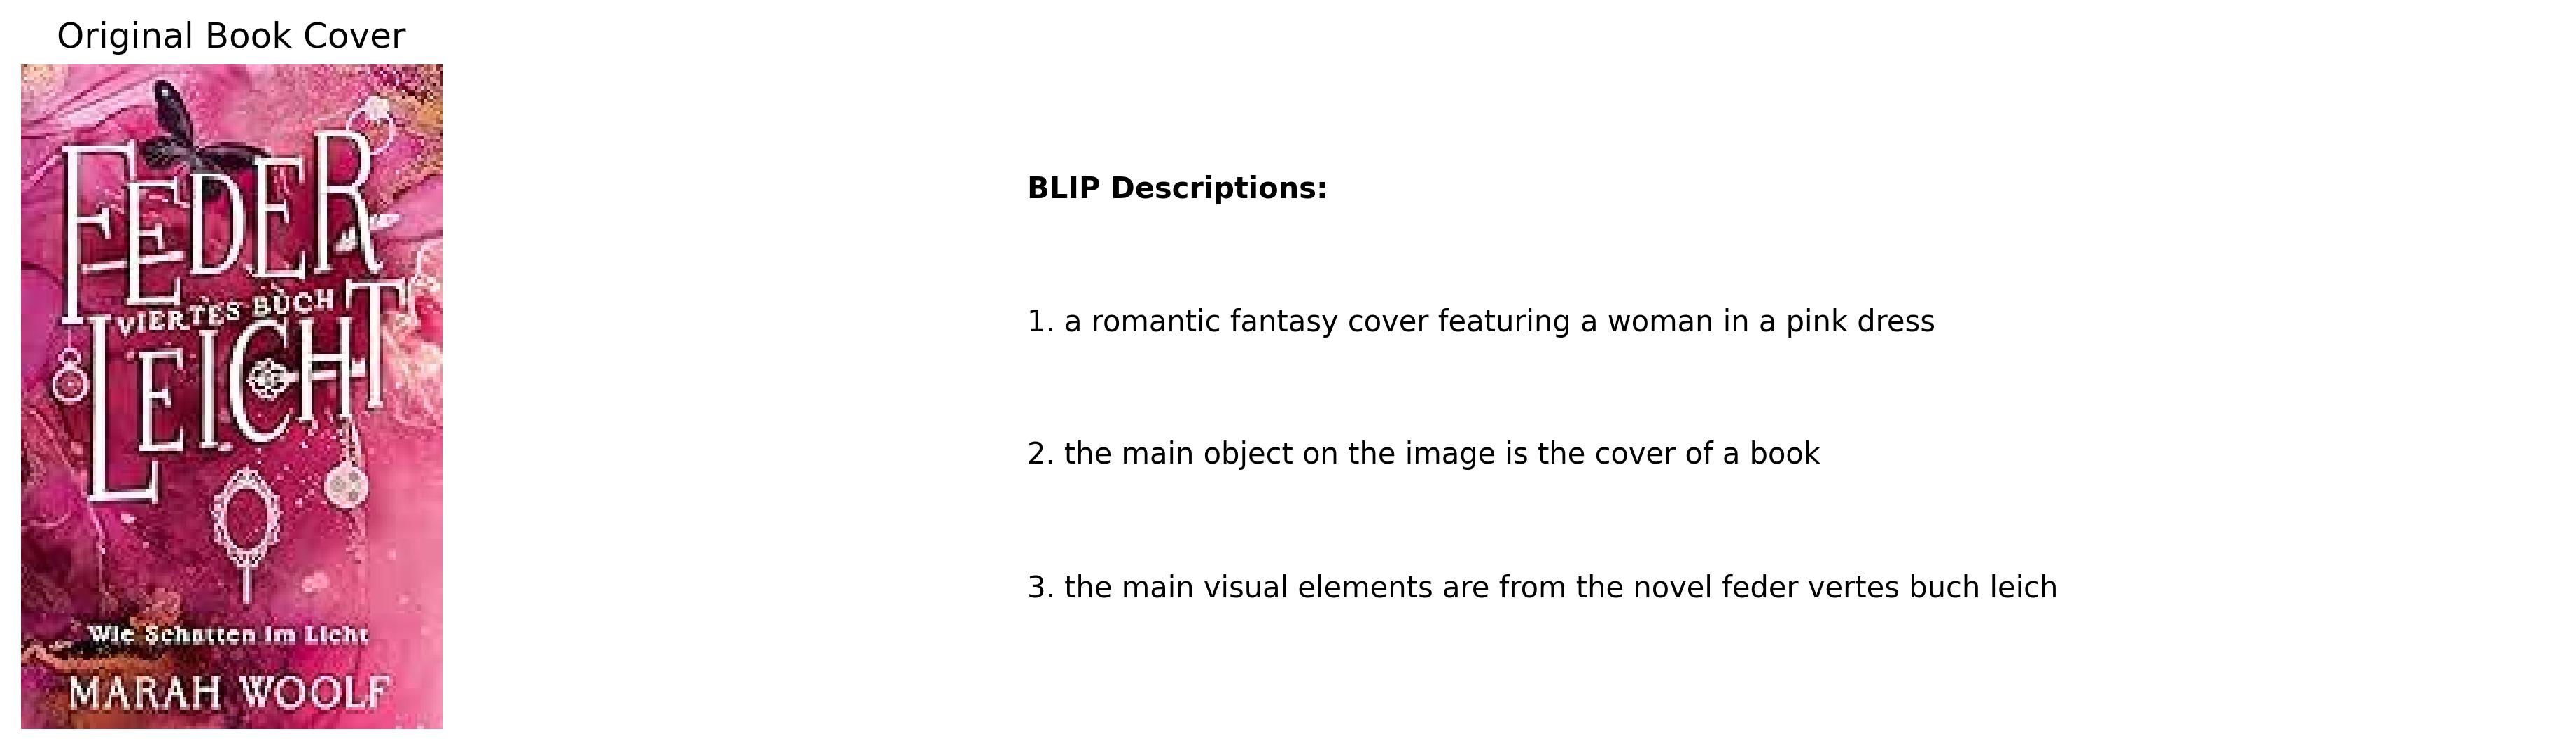 Original Book Cover
FEDER
VIERTES BUCH
LEICHT
Wie Schatten im Licht
MARAH WOOLF
BLIP Descriptions:
1. a romantic fantasy cover featuring a woman in a pink dress
2. the main object on the image is the cover of a book
3. the main visual elements are from the novel feder vertes buch leich